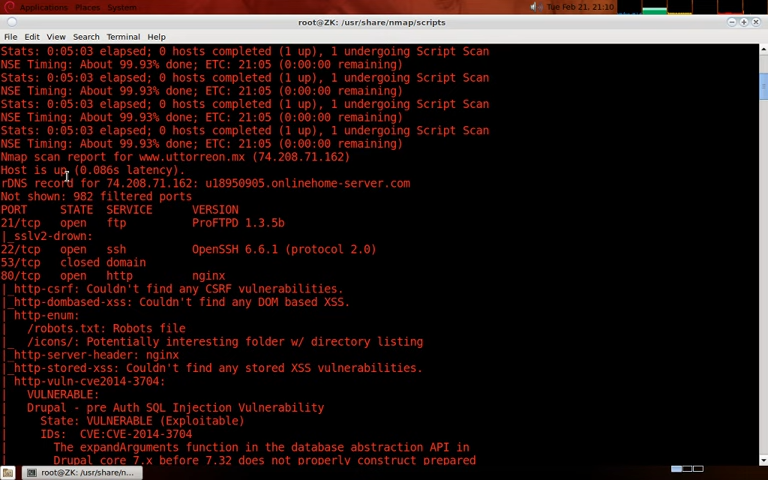 Applications Places System Tue Feb 21, 21:10
root@ZK: /usr/share/nmap/scripts
File Edit View Search Terminal Help
Stats: 0:05:03 elapsed; 0 hosts completed (1 up), 1 undergoing Script Scan
NSE Timing: About 99.93% done; ETC: 21:05 (0:00:00 remaining)
Stats: 0:05:03 elapsed; 0 hosts completed (1 up), 1 undergoing Script Scan
NSE Timing: About 99.93% done; ETC: 21:05 (0:00:00 remaining)
Stats: 0:05:03 elapsed; 0 hosts completed (1 up), 1 undergoing Script Scan
NSE Timing: About 99.93% done; ETC: 21:05 (0:00:00 remaining)
Stats: 0:05:03 elapsed; 0 hosts completed (1 up), 1 undergoing Script Scan
NSE Timing: About 99.93% done; ETC: 21:05 (0:00:00 remaining)
Nmap scan report for www.uttorreon.mx (74.208.71.162)
Host is up (0.086s latency).
rDNS record for 74.208.71.162: u18950905.onlinehome-server.com
Not shown: 982 filtered ports
PORT STATE SERVICE VERSION
21/tcp open ftp ProFTPD 1.3.5b
|_sslv2-drown:
22/tcp open ssh OpenSSH 6.6.1 (protocol 2.0)
53/tcp closed domain
80/tcp open http nginx
|_http-csrf: Couldn't find any CSRF vulnerabilities.
|_http-dombased-xss: Couldn't find any DOM based XSS.
| http-enum:
|   /robots.txt: Robots file
|_  /icons/: Potentially interesting folder w/ directory listing
|_http-server-header: nginx
|_http-stored-xss: Couldn't find any stored XSS vulnerabilities.
| http-vuln-cve2014-3704:
|   VULNERABLE:
|   Drupal - pre Auth SQL Injection Vulnerability
|     State: VULNERABLE (Exploitable)
|     IDs:  CVE:CVE-2014-3704
|       The expandArguments function in the database abstraction API in
|       Drupal core 7.x before 7.32 does not properly construct prepared
root@ZK: /usr/share/n...